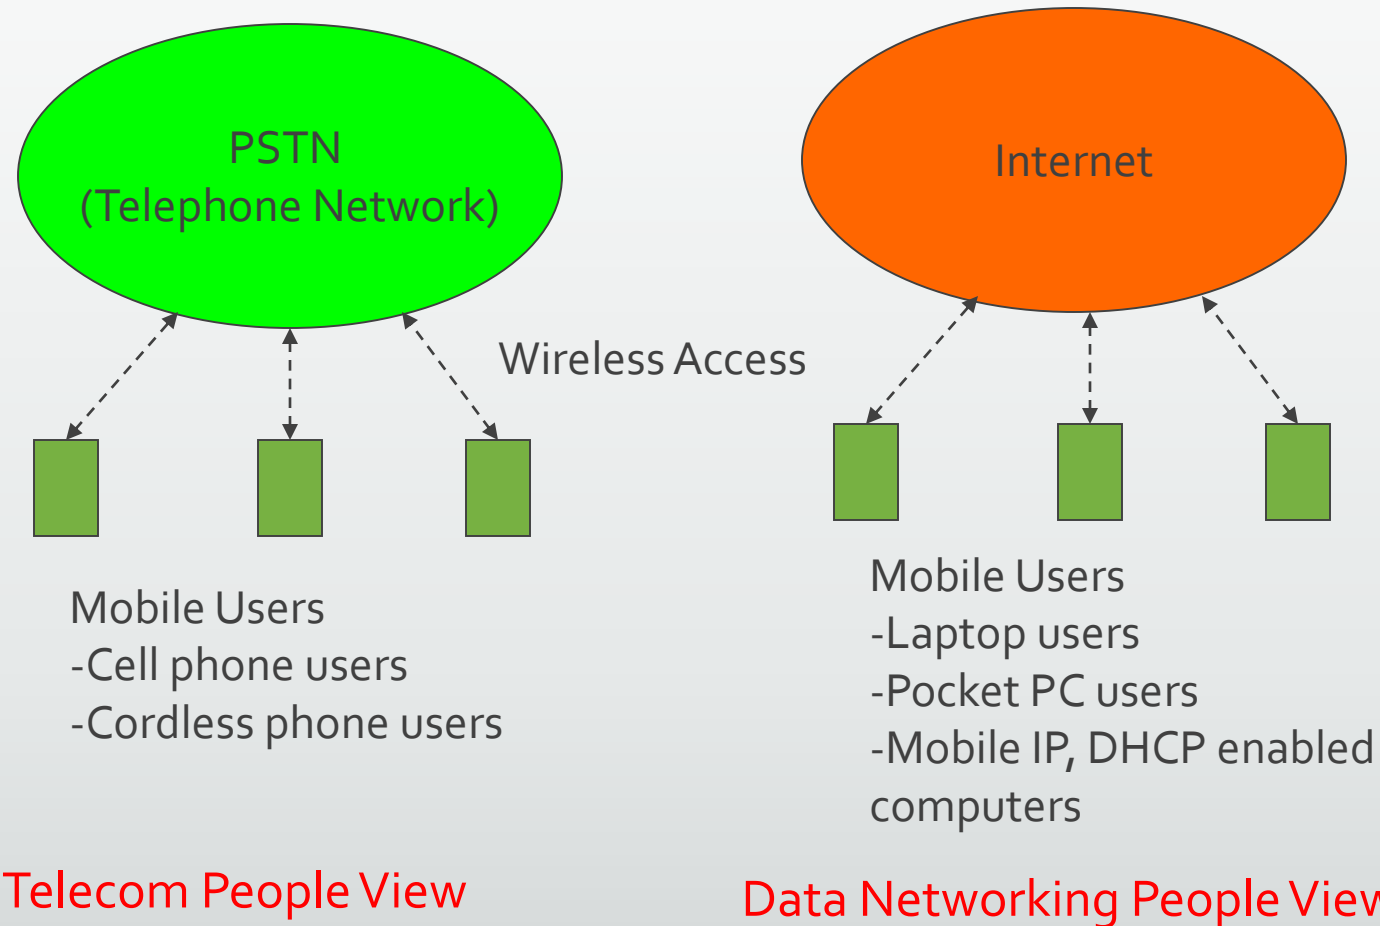 PSTN
(Telephone Network)
Internet
Wireless Access
Mobile Users
-Cell phone users
-Cordless phone users
Mobile Users
-Laptop users
-Pocket PC users
-Mobile IP, DHCP enabled
computers
Telecom People View
Data Networking People View